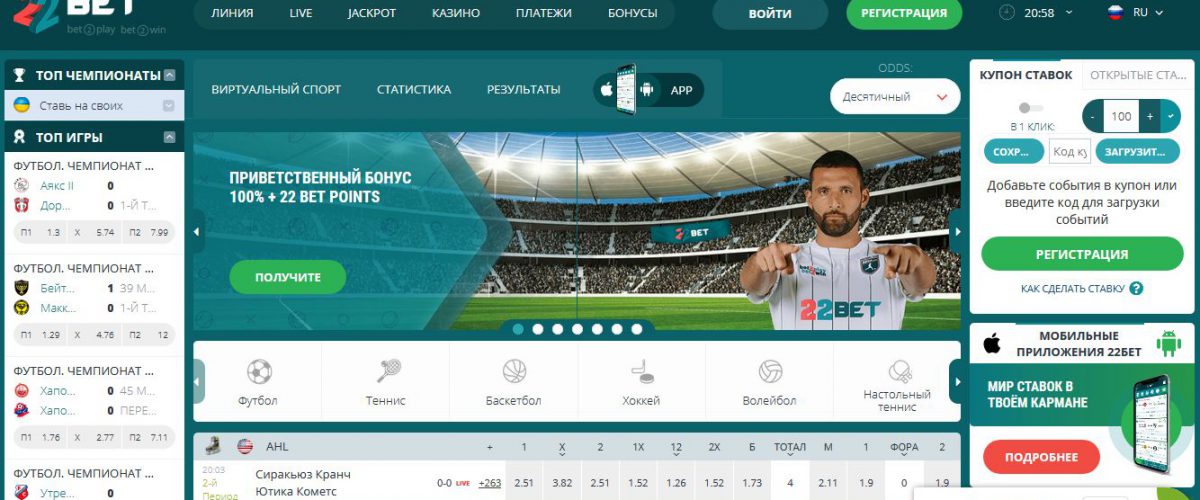 22BET
bet2play bet2win
ЛИНИЯ LIVE JACKPOT КАЗИНО ПЛАТЕЖИ БОНУСЫ ВОЙТИ РЕГИСТРАЦИЯ 20:58 RU
ТОП ЧЕМПИОНАТЫ
Ставь на своих
ТОП ИГРЫ
ФУТБОЛ. ЧЕМПИОНАТ ...
Аякс II 0
Дор... 0 1-Й Т...
П1 1.3 X 5.74 П2 7.99
ФУТБОЛ. ЧЕМПИОНАТ ...
Бейт... 1 39 М...
Макк... 0 1-Й Т...
П1 1.29 X 4.76 П2 12
ФУТБОЛ. ЧЕМПИОНАТ ...
Хапо... 0 45 М...
Хапо... 0 ПЕРЕ...
П1 1.76 X 2.77 П2 7.11
ФУТБОЛ. ЧЕМПИОНАТ ...
Утре... 0
ВИРТУАЛЬНЫЙ СПОРТ СТАТИСТИКА РЕЗУЛЬТАТЫ APP
ODDS:
Десятичный
ПРИВЕТСТВЕННЫЙ БОНУС
100% + 22 BET POINTS
ПОЛУЧИТЕ
22 BET
22BET
Футбол Теннис Баскетбол Хоккей Волейбол Настольный
теннис
AHL + 1 X 2 1X 12 2X Б ТОТАЛ М 1 ФОРА 2
20:03
2-й
Период
Сиракьюз Кранч
Ютика Кометс
0-0 LIVE +263 2.51 3.82 2.51 1.52 1.26 1.52 1.73 4 2.11 1.9 0 1.9
КУПОН СТАВОК ОТКРЫТЫЕ СТА...
В 1 КЛИК: - 100 +
СОХР... Код ку ЗАГРУЗИТ...
Добавьте события в купон или
введите код для загрузки
событий
РЕГИСТРАЦИЯ
КАК СДЕЛАТЬ СТАВКУ ?
МОБИЛЬНЫЕ
ПРИЛОЖЕНИЯ 22БЕТ
МИР СТАВОК В
ТВОЁМ КАРМАНЕ
ПОДРОБНЕЕ